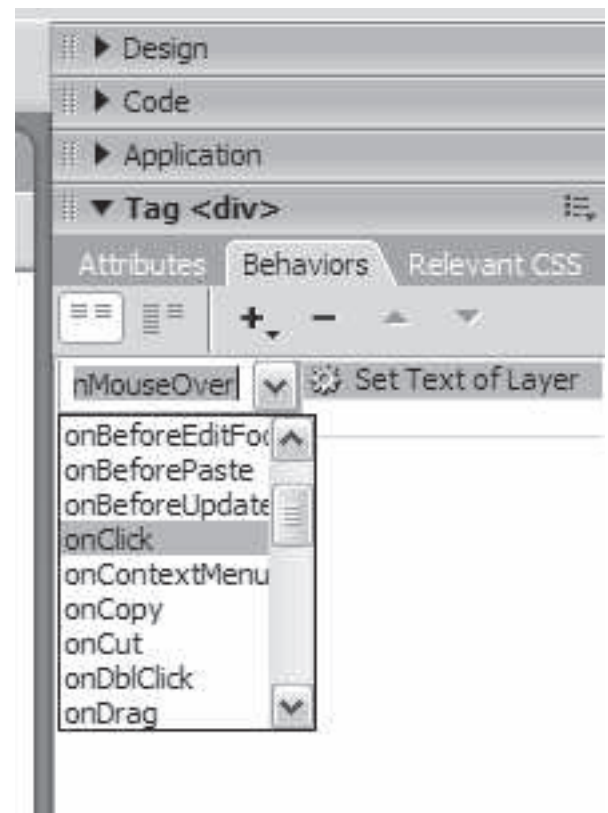 Design
Code
Application
Tag <div>
Attributes Behaviors Relevant CSS
nMouseOver Set Text of Layer
onBeforeEditFoc
onBeforePaste
onBeforeUpdate
onClick
onContextMenu
onCopy
onCut
onDblClick
onDrag